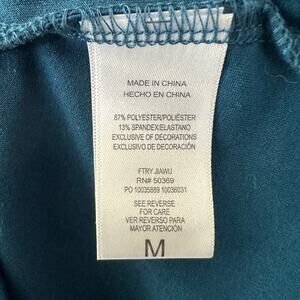 MADE IN CHINA
HECHO EN CHINA
87% POLYESTER/POLIÉSTER
13% SPANDEX/ELASTANO
EXCLUSIVE OF DECORATIONS
EXCLUSIVO DE DECORACIÓN
FTRY JIAWU
RN# 50369
PO 10035889 10036031
SEE REVERSE
FOR CARE
VER REVERSO PARA
MAYOR ATENCIÓN
M